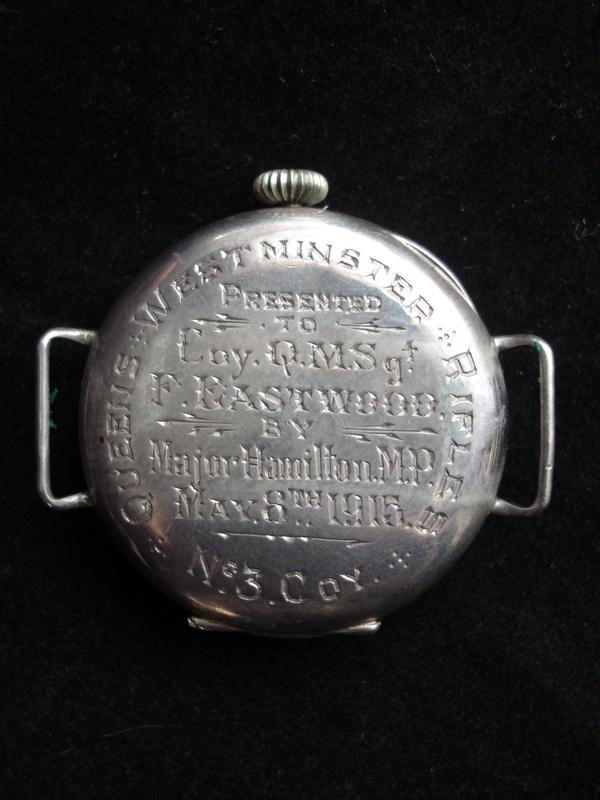 QUEENS WESTMINSTER RIFLES
PRESENTED
TO
Coy. Q.M.Sgt
F. EASTWOOD.
BY
Major Hamilton. M.P.
MAY. 8TH 1915.
No 3. COY.